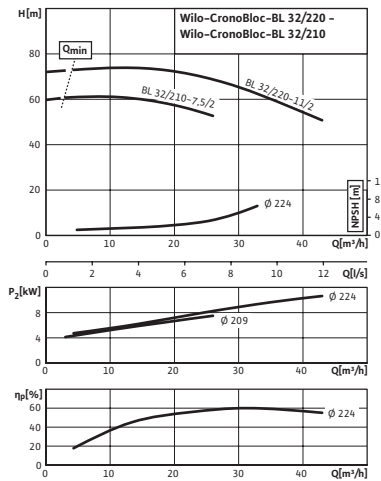 H[m]
Wilo-CronoBloc-BL 32/220 –
Wilo-CronoBloc-BL 32/210
80
Qmin
60
BL 32/210-7,5/2
BL 32/220-11/2
40
20
Ø 224
NPSH [m]
8
4
0
0
0 10 20 30 40 Q[m³/h]
0 2 4 6 8 10 12 Q[l/s]
P₂[kW]
12
8
4
0
Ø 224
Ø 209
0 10 20 30 40 Q[m³/h]
ηp[%]
60
40
20
0
Ø 224
0 10 20 30 40 Q[m³/h]